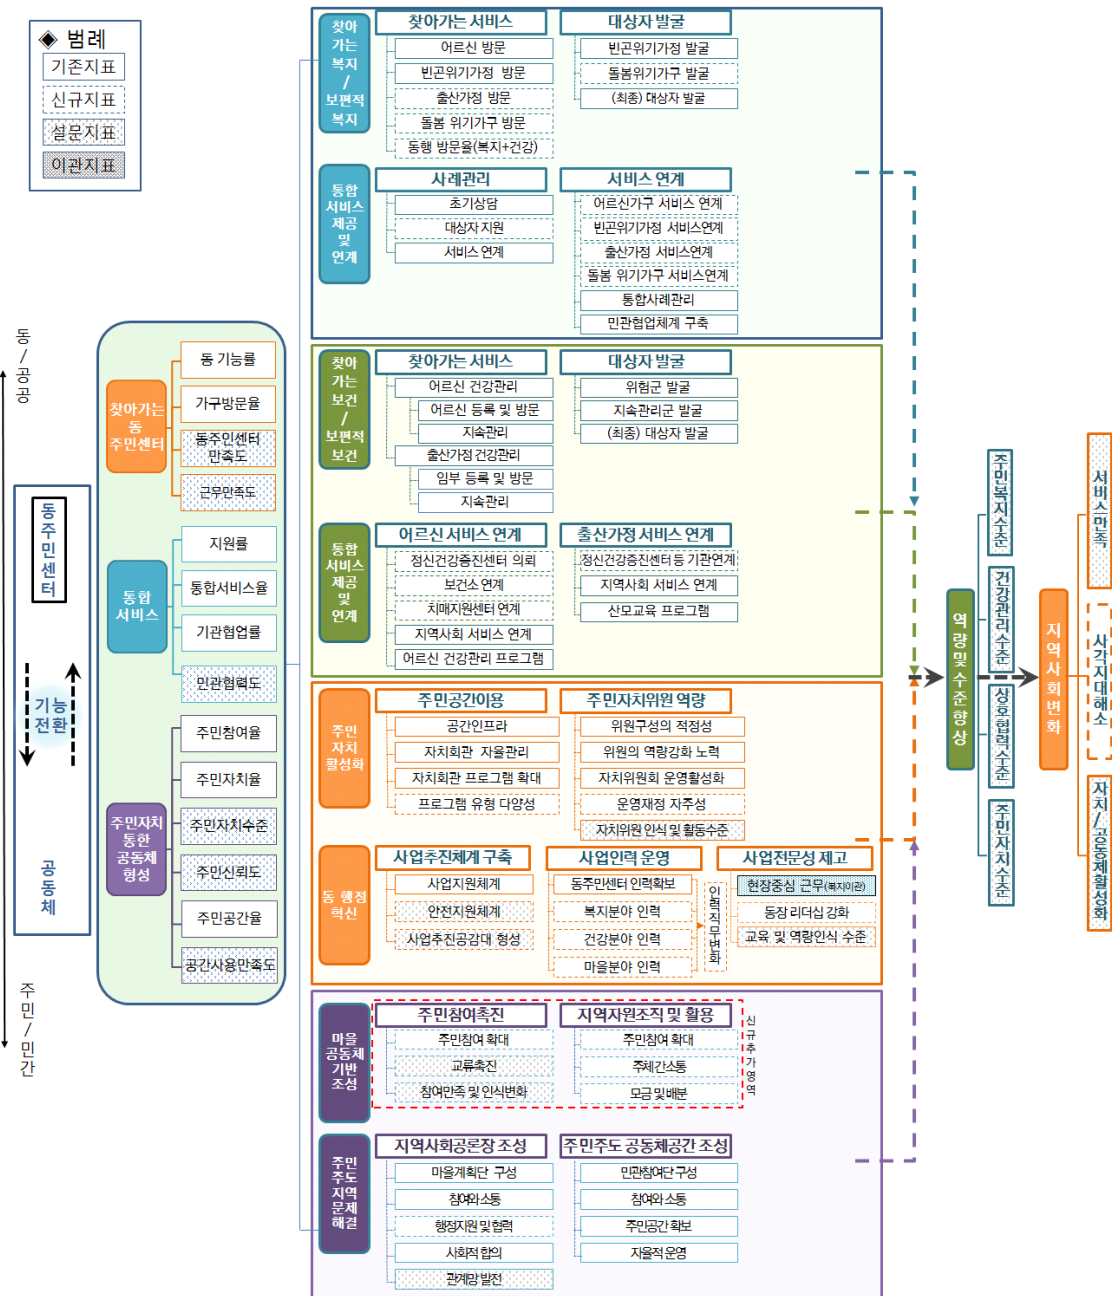 ◈ 범례
기존지표
신규지표
설문지표
이관지표
동/공공
주민/민간
동주민센터
기능
전환
공동체
찾아가는
동
주민센터
동 기능률
가구방문율
동주민센터
만족도
근무만족도
통합
서비스
지원률
통합서비스율
기관협업률
민관협력도
주민자치
통한
공동체
형성
주민참여율
주민자치율
주민자치수준
주민신뢰도
주민공간율
공간사용만족도
찾아
가는
복지
/
보편적
복지
찾아가는 서비스
어르신 방문
빈곤위기가정 방문
출산가정 방문
돌봄 위기가구 방문
동행 방문율(복지+건강)
대상자 발굴
빈곤위기가정 발굴
돌봄위기가구 발굴
(최종) 대상자 발굴
통합
서비스
제공
및
연계
사례관리
초기상담
대상자 지원
서비스 연계
서비스 연계
어르신가구 서비스 연계
빈곤위기가정 서비스연계
출산가정 서비스연계
돌봄 위기가구 서비스연계
통합사례관리
민관협업체계 구축
찾아
가는
보건
/
보편적
보건
찾아가는 서비스
어르신 건강관리
어르신 등록 및 방문
지속관리
출산가정 건강관리
임부 등록 및 방문
지속관리
대상자 발굴
위험군 발굴
지속관리군 발굴
(최종) 대상자 발굴
통합
서비스
제공
및
연계
어르신 서비스 연계
정신건강증진센터 의뢰
보건소 연계
치매지원센터 연계
지역사회 서비스 연계
어르신 건강관리 프로그램
출산가정 서비스 연계
정신건강증진센터 등 기관연계
지역사회 서비스 연계
산모교육 프로그램
주민
자치
활성화
주민공간이용
공간인프라
자치회관 자율관리
자치회관 프로그램 확대
프로그램 유형 다양성
주민자치위원 역량
위원구성의 적정성
위원의 역량강화 노력
자치위원회 운영활성화
운영재정 자주성
자치위원 인식 및 활동수준
동 행정
혁신
사업추진체계 구축
사업지원체계
안전지원체계
사업추진공감대 형성
사업인력 운영
동주민센터 인력확보
복지분야 인력
건강분야 인력
마을분야 인력
인력직무변화
사업전문성 제고
현장중심 근무(복지이관)
동장 리더십 강화
교육 및 역량인식 수준
마을
공동체
기반
조성
주민참여촉진
주민참여 확대
교류촉진
참여만족 및 인식변화
지역자원조직 및 활용
주민참여 확대
주체간소통
모금 및 배분
신규추가영역
주민
주도
지역
문제
해결
지역사회공론장 조성
마을계획단 구성
참여와 소통
행정지원 및 협력
사회적 합의
관계망 발전
주민주도 공동체공간 조성
민관참여단 구성
참여와 소통
주민공간 확보
자율적 운영
역량 및 수준 향상
주민복지수준
건강관리수준
상호협력수준
주민자치수준
지역사회변화
서비스만족
사각지대해소
자치/공동체활성화